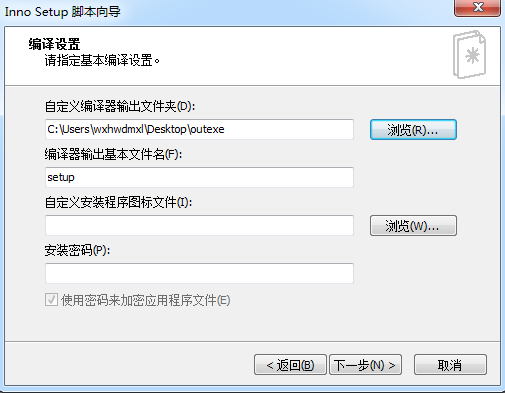 Inno Setup 脚本向导
编译设置
请指定基本编译设置。
自定义编译器输出文件夹(D):
C:\Users\wxhwdmxl\Desktop\outexe
浏览(R)...
编译器输出基本文件名(F):
setup
自定义安装程序图标文件(I):
浏览(W)...
安装密码(P):
使用密码来加密应用程序文件(E)
< 返回(B)
下一步(N) >
取消